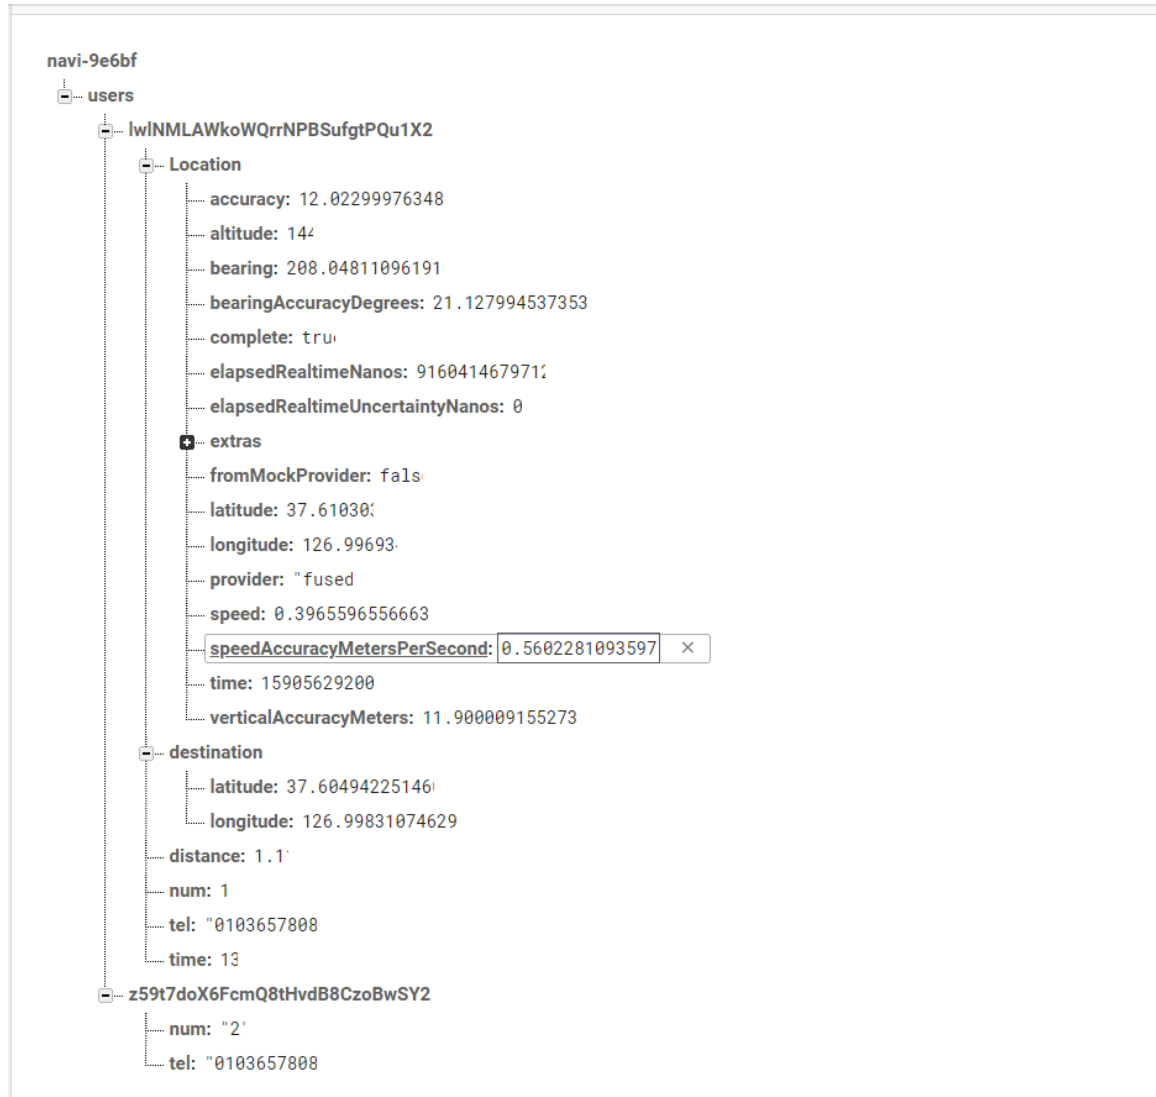 navi-9e6bf
users
lwlNMLAWkoWQrrNPBSufgtPQu1X2
Location
accuracy: 12.02299976348
altitude: 144
bearing: 208.04811096191
bearingAccuracyDegrees: 21.127994537353
complete: tru
elapsedRealtimeNanos: 9160414679712
elapsedRealtimeUncertaintyNanos: 0
extras
fromMockProvider: fals
latitude: 37.610303
longitude: 126.99693
provider: "fused
speed: 0.3965596556663
speedAccuracyMetersPerSecond: 0.5602281093597
time: 15905629200
verticalAccuracyMeters: 11.900009155273
destination
latitude: 37.60494225146
longitude: 126.99831074629
distance: 1.1
num: 1
tel: "0103657808
time: 13
z59t7doX6FcmQ8tHvdB8CzoBwSY2
num: "2"
tel: "0103657808